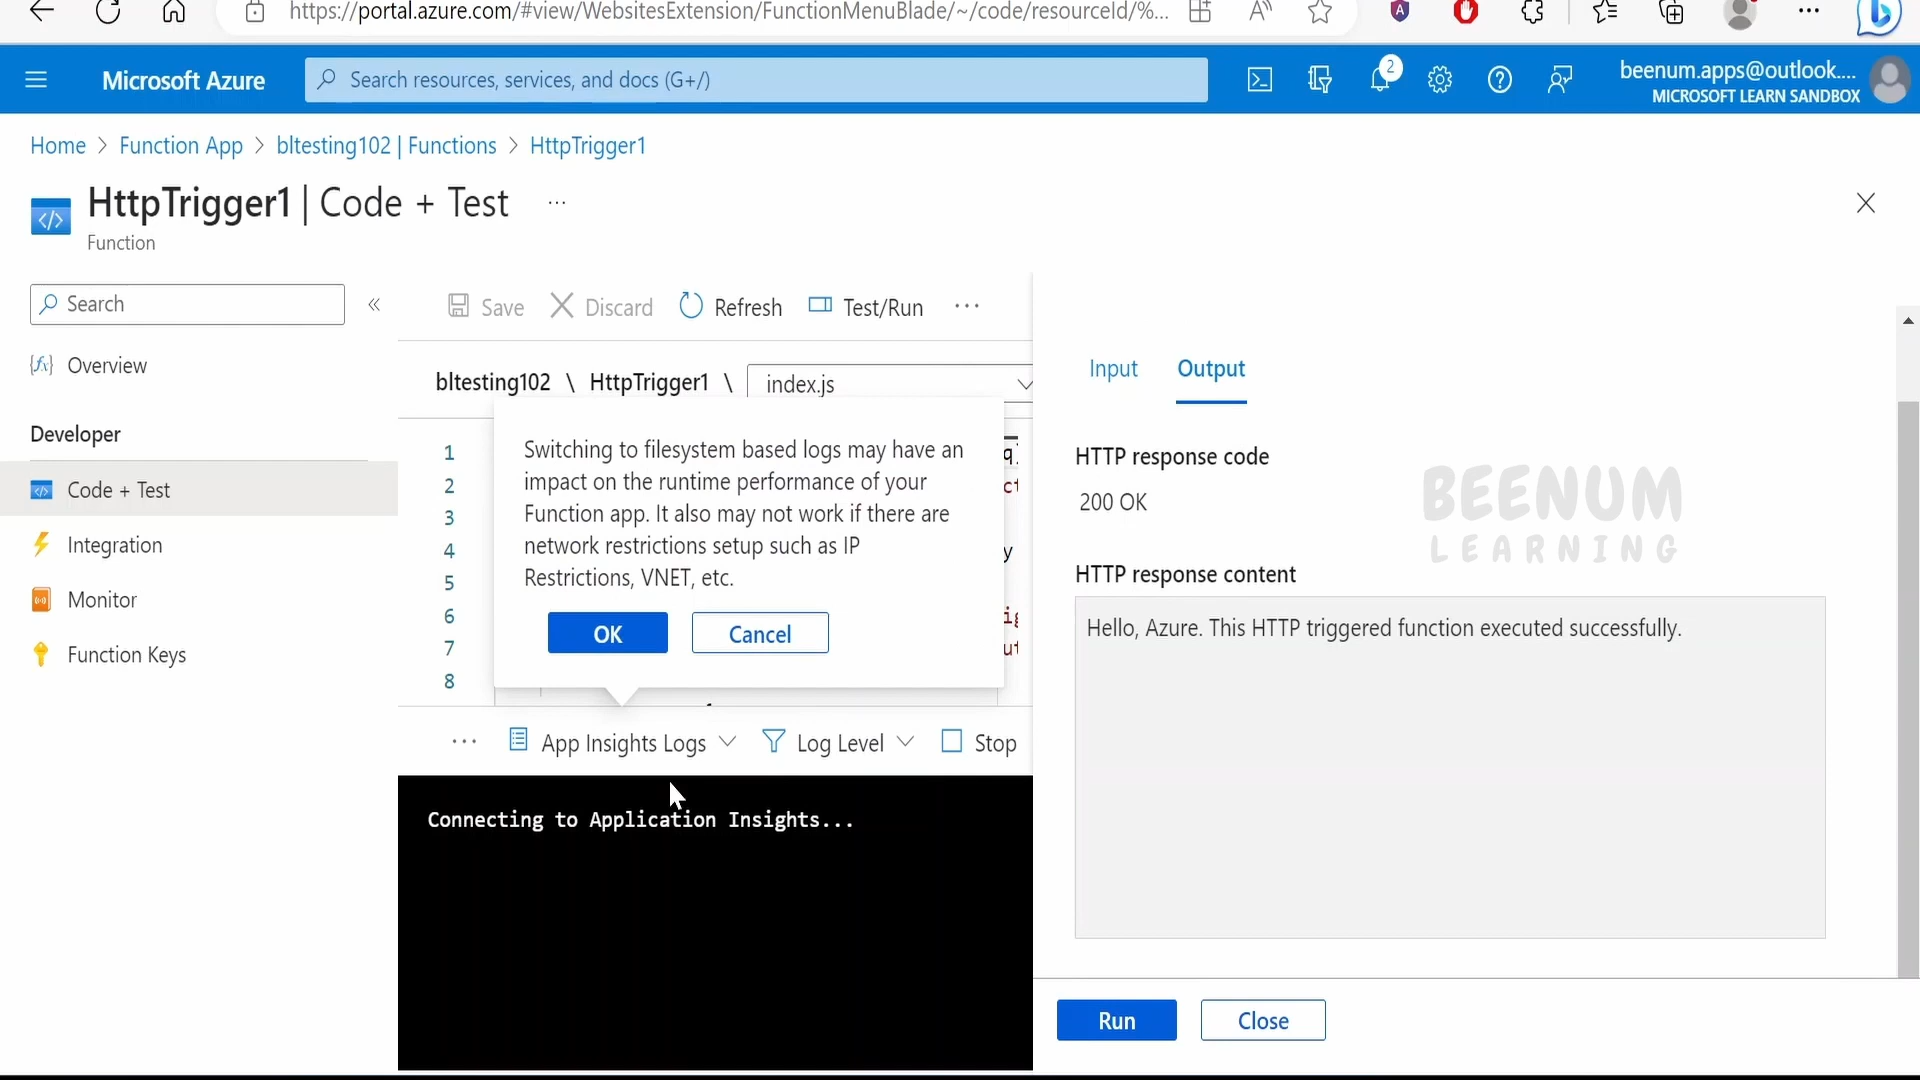 https://portal.azure.com/#view/WebsitesExtension/FunctionMenuBlade/~/code/resourceId/%...
Microsoft Azure
Search resources, services, and docs (G+/)
2
beenum.apps@outlook....
MICROSOFT LEARN SANDBOX
Home > Function App > bltesting102 | Functions > HttpTrigger1
HttpTrigger1 | Code + Test ...
Function
Search
«
Overview
Developer
Code + Test
Integration
Monitor
Function Keys
Save Discard Refresh Test/Run ...
bltesting102 \ HttpTrigger1 \ index.js
1
2
3
4
5
6
7
8
Switching to filesystem based logs may have an
impact on the runtime performance of your
Function app. It also may not work if there are
network restrictions setup such as IP
Restrictions, VNET, etc.
OK Cancel
... App Insights Logs Log Level Stop
Connecting to Application Insights...
Input Output
HTTP response code
200 OK
BEENUM
LEARNING
HTTP response content
Hello, Azure. This HTTP triggered function executed successfully.
Run Close